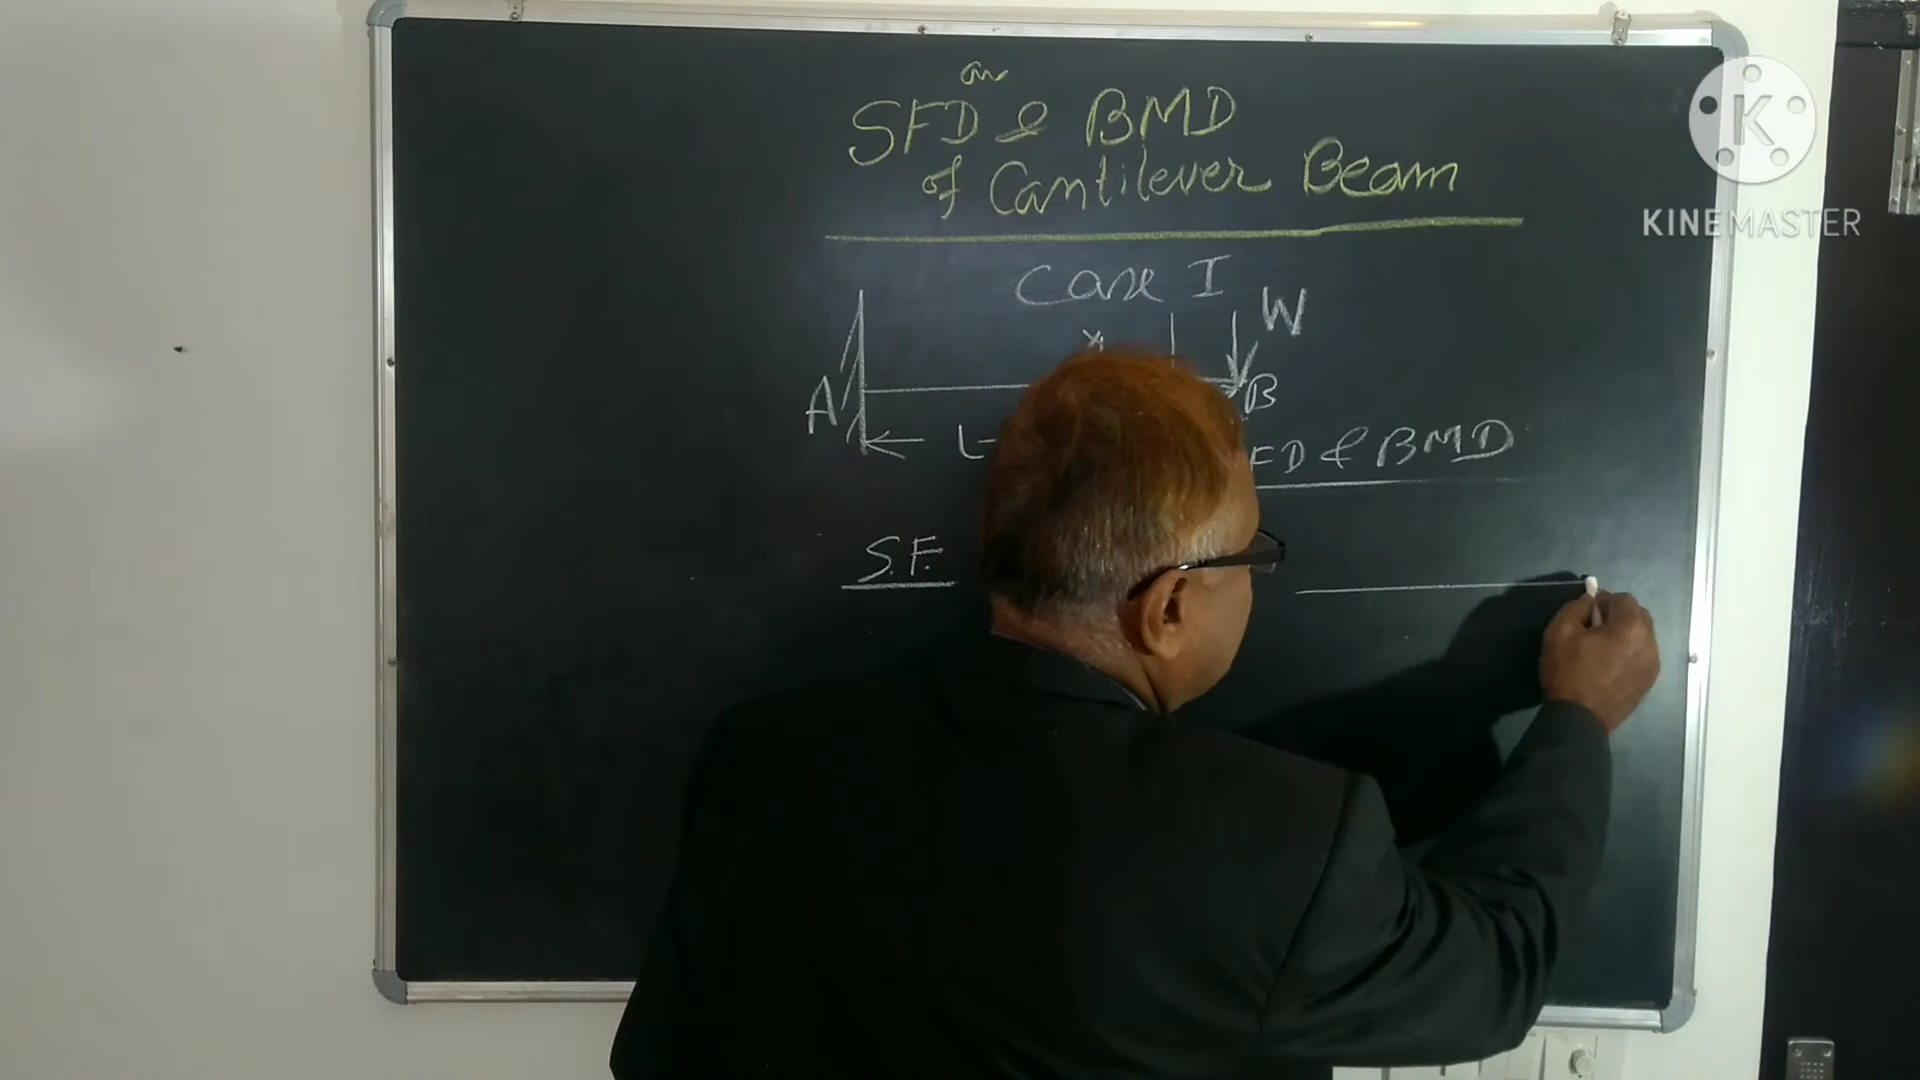 on
SFD & BMD
of Cantilever Beam
Case I
W
x
A
B
L
FD & BMD
S.F.
K
KINEMASTER